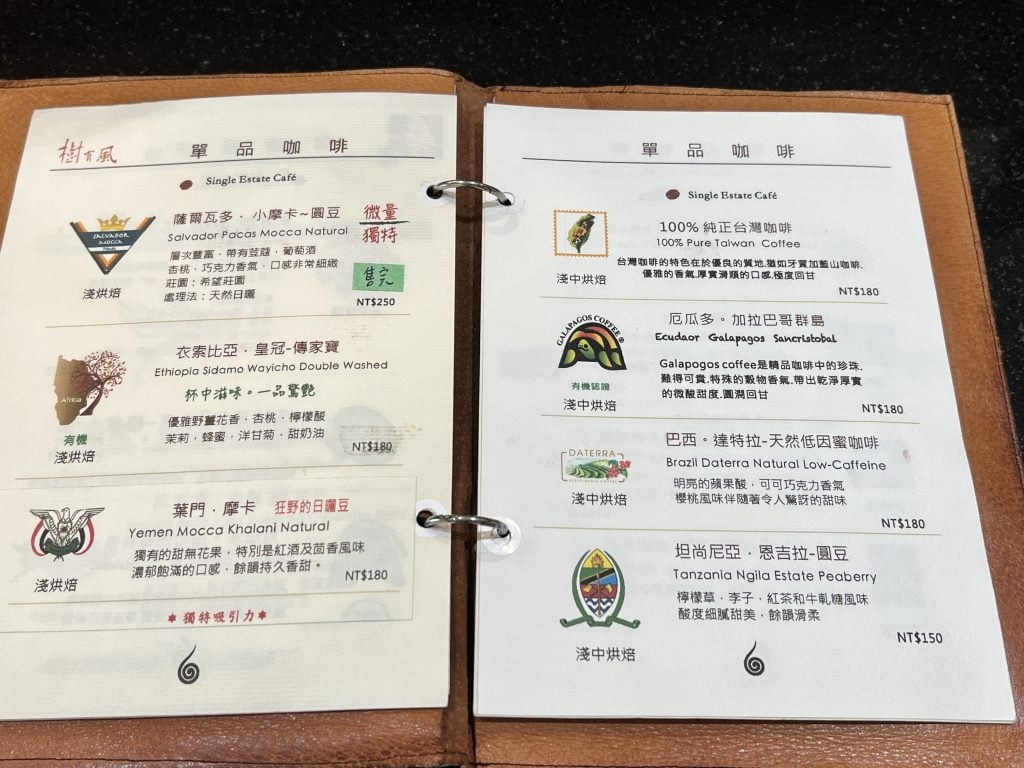 樹有風
單品咖啡
Single Estate Café
薩爾瓦多．小摩卡~圓豆 微量
Salvador Pacas Mocca Natural 獨特
層次豐富，帶有荳蔻，葡萄酒
杏桃，巧克力香氣，口感非常細緻
莊園：希望莊園
處理法：天然日曬
SALVADOR
MOCCA
淺烘焙
售完
NT$250
衣索比亞．皇冠-傳家寶
Ethiopia Sidamo Wayicho Double Washed
杯中滋味。一品驚艷
優雅野薑花香，杏桃，檸檬酸
茉莉，蜂蜜，洋甘菊，甜奶油
Africa
有機
淺烘焙
NT$180
葉門．摩卡 狂野的日曬豆
Yemen Mocca Khalani Natural
獨有的甜無花果，特別是紅酒及茴香風味
濃郁飽滿的口感，餘韻持久香甜。
淺烘焙
NT$180
*獨特吸引力*
單品咖啡
Single Estate Café
100% 純正台灣咖啡
100% Pure Taiwan Coffee
台灣咖啡的特色在於優良的質地.猶如牙買加藍山咖啡.
優雅的香氣.厚實滑順的口感.極度回甘
淺中烘焙
NT$180
厄瓜多。加拉巴哥群島
Ecudaor Galapagos Sancristobal
GALAPAGOS COFFEE®
Galapogos coffee是精品咖啡中的珍珠.
難得可貴.特殊的穀物香氣.帶出乾淨厚實
的微酸甜度.圓潤回甘
有機認證
淺中烘焙
NT$180
巴西。達特拉-天然低因蜜咖啡
Brazil Daterra Natural Low-Caffeine
DATERRA
明亮的蘋果酸，可可巧克力香氣
櫻桃風味伴隨著令人驚訝的甜味
淺中烘焙
NT$180
坦尚尼亞．恩吉拉-圓豆
Tanzania Ngila Estate Peaberry
檸檬草，李子，紅茶和牛軋糖風味
酸度細膩甜美，餘韻滑柔
淺中烘焙
NT$150